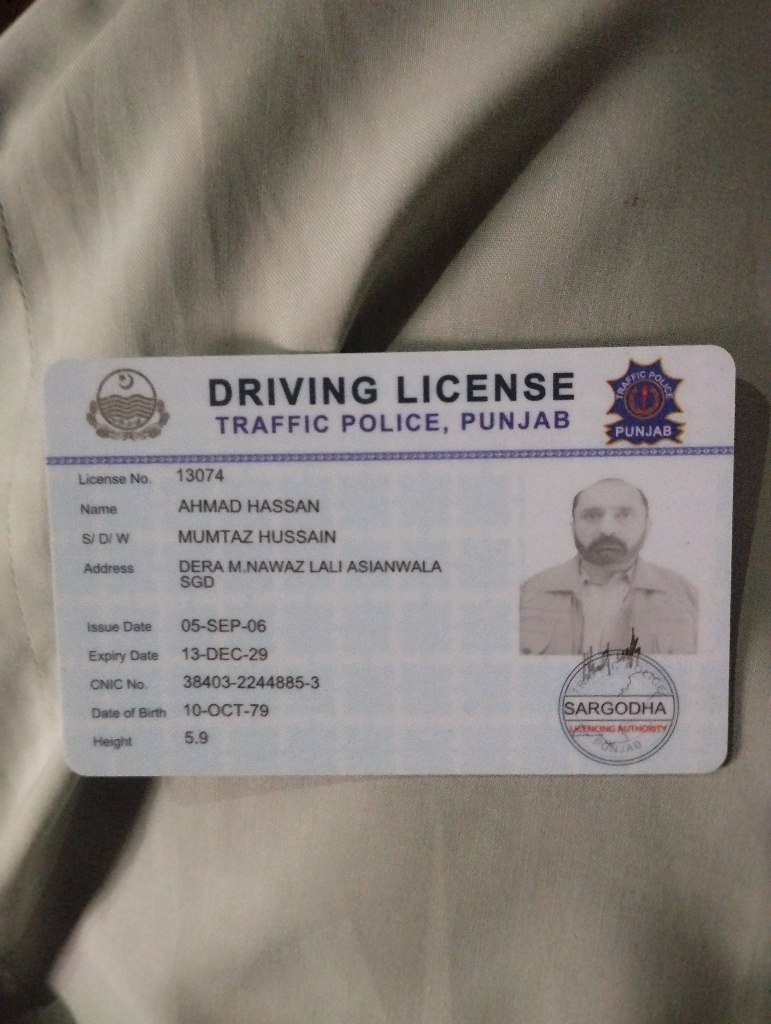 DRIVING LICENSE
TRAFFIC POLICE, PUNJAB
TRAFFIC POLICE
PUNJAB
License No. 13074
Name AHMAD HASSAN
S/ D/ W MUMTAZ HUSSAIN
Address DERA M.NAWAZ LALI ASIANWALA
SGD
Issue Date 05-SEP-06
Expiry Date 13-DEC-29
CNIC No. 38403-2244885-3
Date of Birth 10-OCT-79
Height 5.9
SARGODHA
LICENCING AUTHORITY
PUNJAB